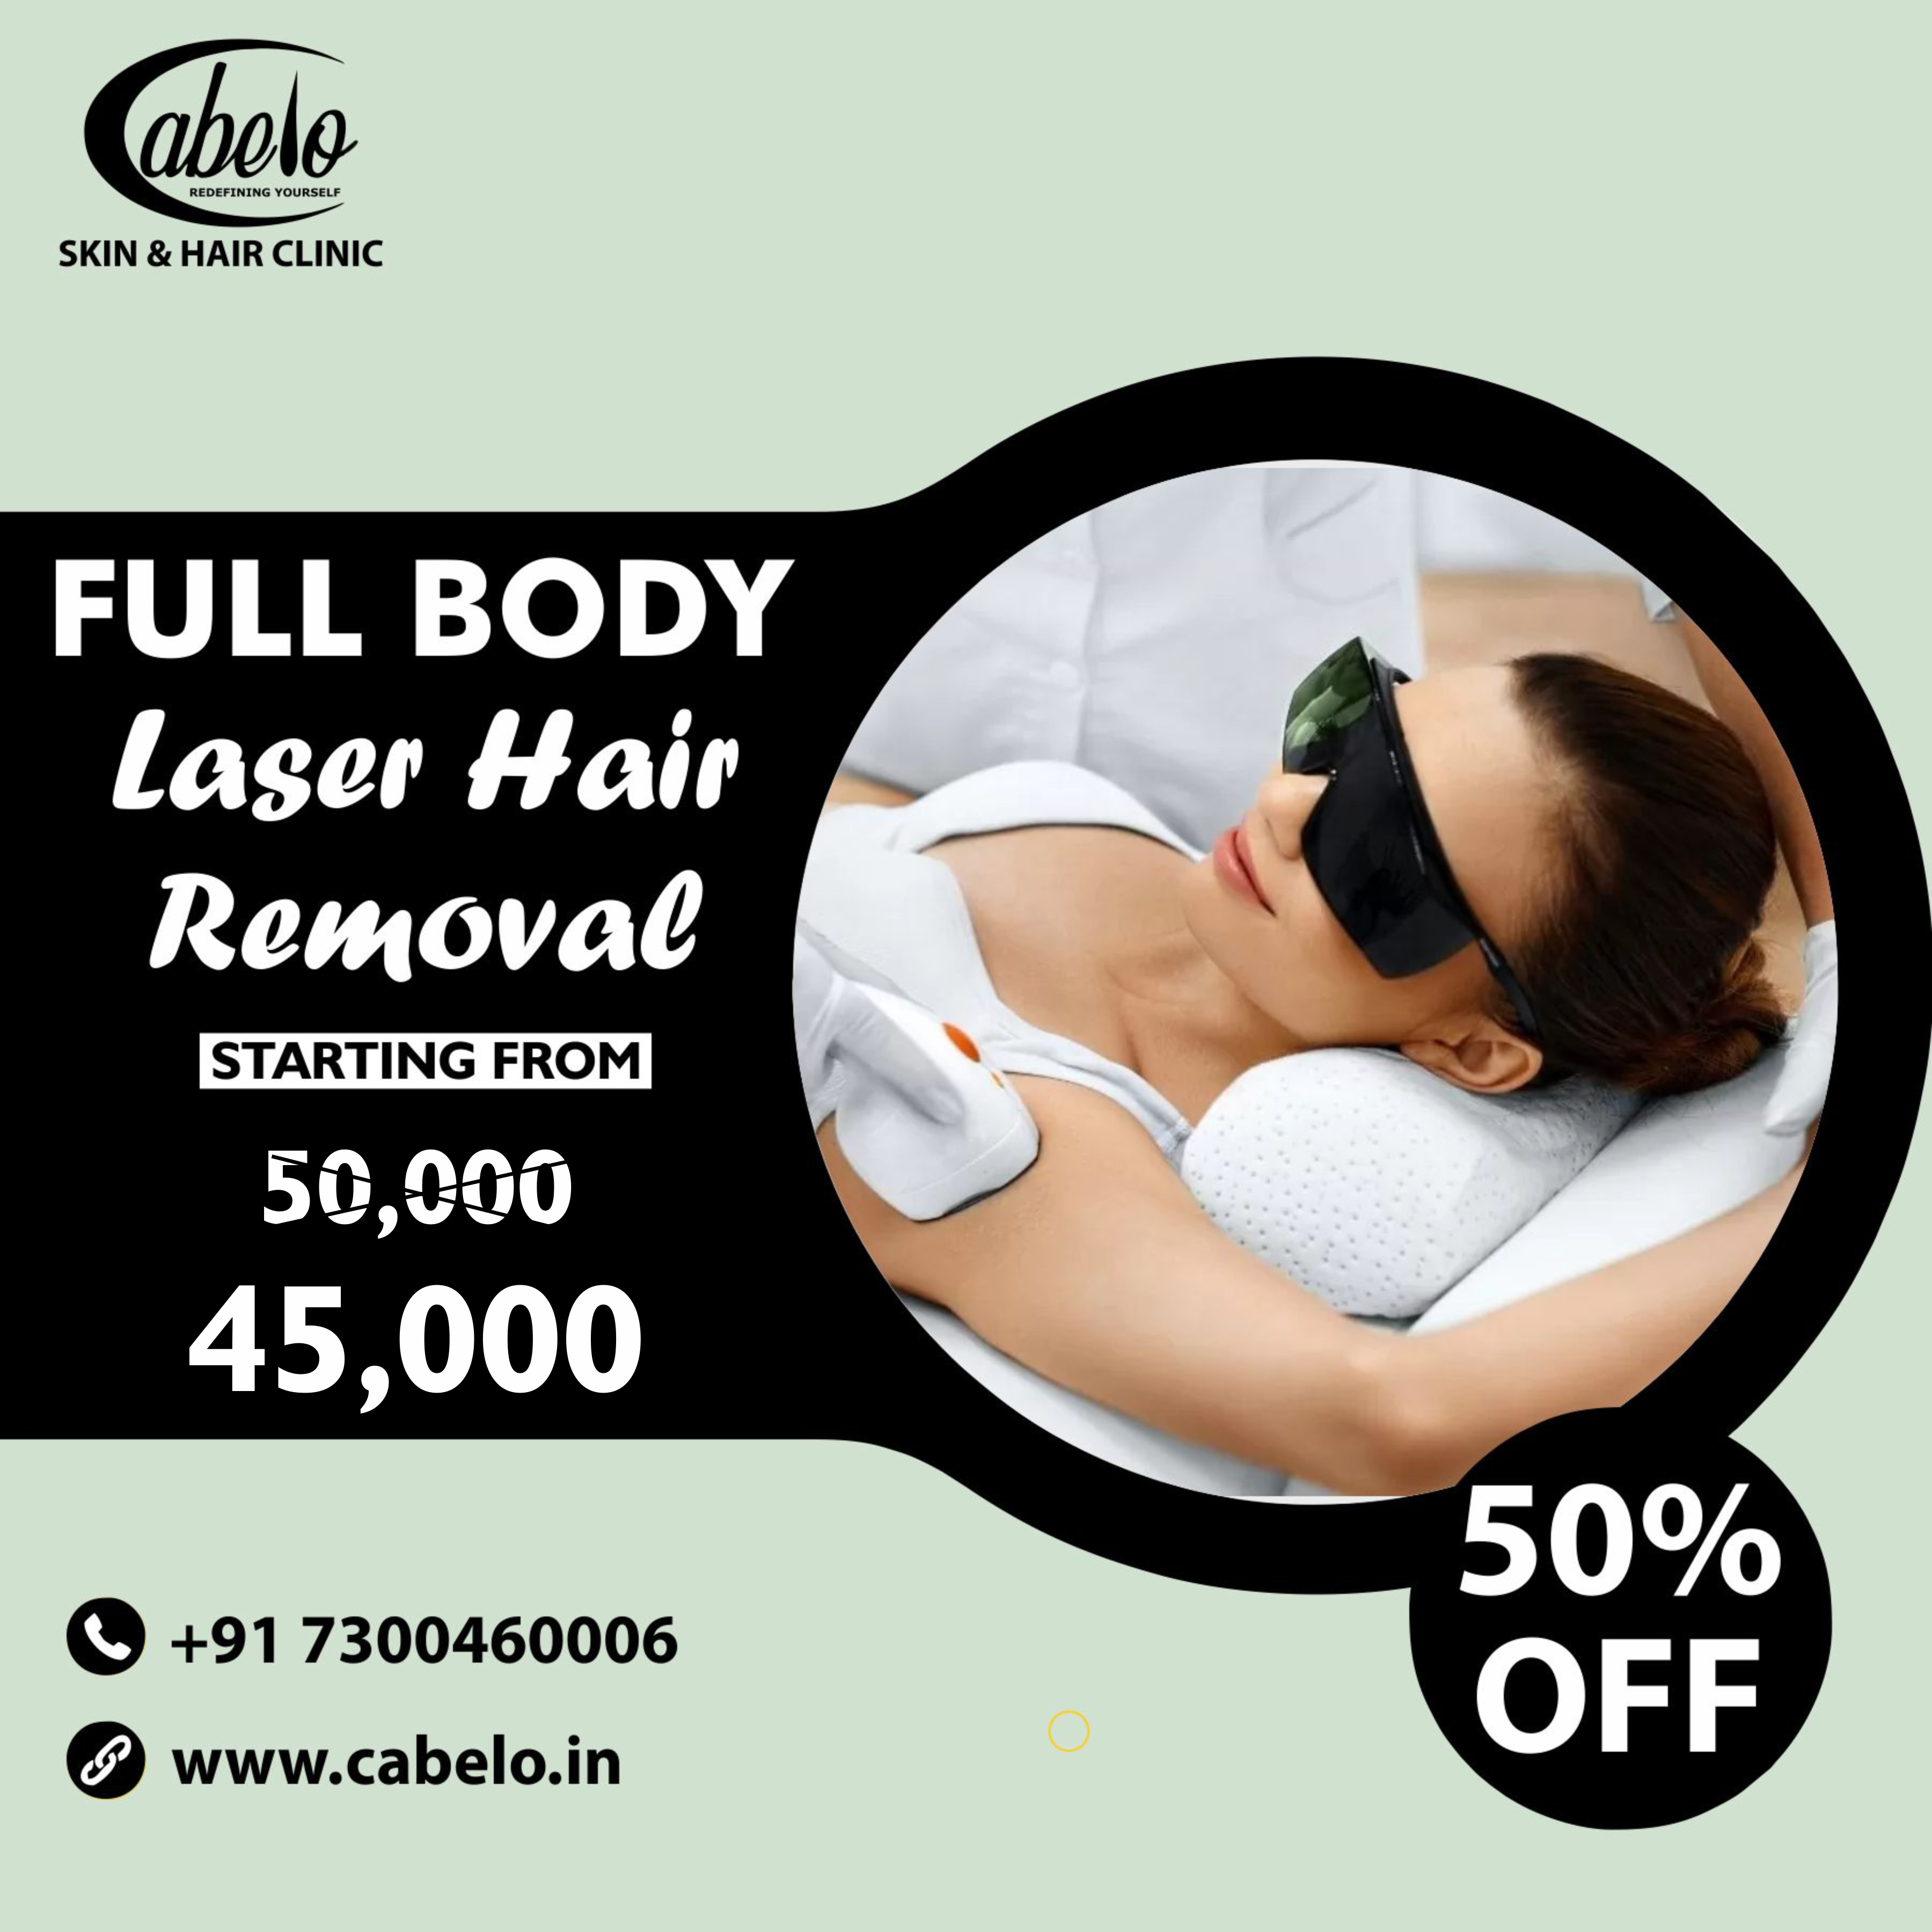 Cabelo
REDEFINING YOURSELF
SKIN & HAIR CLINIC
FULL BODY
Laser Hair
Removal
STARTING FROM
50,000
45,000
50%
OFF
+91 7300460006
www.cabelo.in